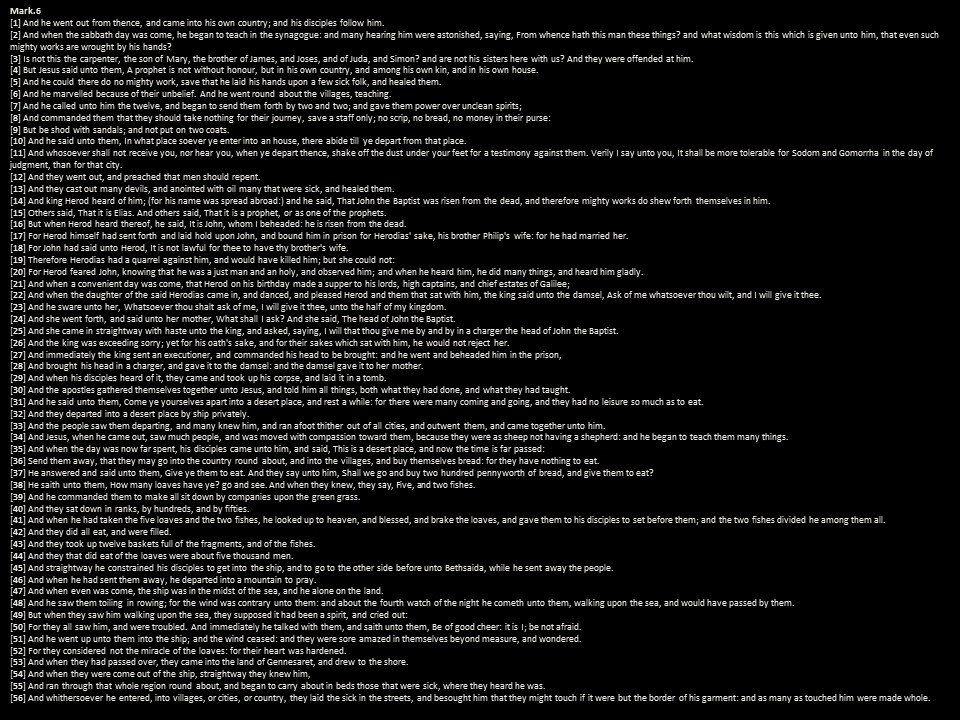 Mark.6
[1] And he went out from thence, and came into his own country; and his disciples follow him.
[2] And when the sabbath day was come, he began to teach in the synagogue: and many hearing him were astonished, saying, From whence hath this man these things? and what wisdom is this which is given unto him, that even such
mighty works are wrought by his hands?
[3] Is not this the carpenter, the son of Mary, the brother of James, and Joses, and of Juda, and Simon? and are not his sisters here with us? And they were offended at him.
[4] But Jesus said unto them, A prophet is not without honour, but in his own country, and among his own kin, and in his own house.
[5] And he could there do no mighty work, save that he laid his hands upon a few sick folk, and healed them.
[6] And he marvelled because of their unbelief. And he went round about the villages, teaching.
[7] And he called unto him the twelve, and began to send them forth by two and two; and gave them power over unclean spirits;
[8] And commanded them that they should take nothing for their journey, save a staff only; no scrip, no bread, no money in their purse:
[9] But be shod with sandals; and not put on two coats.
[10] And he said unto them, In what place soever ye enter into an house, there abide till ye depart from that place.
[11] And whosoever shall not receive you, nor hear you, when ye depart thence, shake off the dust under your feet for a testimony against them. Verily I say unto you, It shall be more tolerable for Sodom and Gomorrha in the day of
judgment, than for that city.
[12] And they went out, and preached that men should repent.
[13] And they cast out many devils, and anointed with oil many that were sick, and healed them.
[14] And king Herod heard of him; (for his name was spread abroad:) and he said, That John the Baptist was risen from the dead, and therefore mighty works do shew forth themselves in him.
[15] Others said, That it is Elias. And others said, That it is a prophet, or as one of the prophets.
[16] But when Herod heard thereof, he said, It is John, whom I beheaded: he is risen from the dead.
[17] For Herod himself had sent forth and laid hold upon John, and bound him in prison for Herodias' sake, his brother Philip's wife: for he had married her.
[18] For John had said unto Herod, It is not lawful for thee to have thy brother's wife.
[19] Therefore Herodias had a quarrel against him, and would have killed him; but she could not:
[20] For Herod feared John, knowing that he was a just man and an holy, and observed him; and when he heard him, he did many things, and heard him gladly.
[21] And when a convenient day was come, that Herod on his birthday made a supper to his lords, high captains, and chief estates of Galilee;
[22] And when the daughter of the said Herodias came in, and danced, and pleased Herod and them that sat with him, the king said unto the damsel, Ask of me whatsoever thou wilt, and I will give it thee.
[23] And he sware unto her, Whatsoever thou shalt ask of me, I will give it thee, unto the half of my kingdom.
[24] And she went forth, and said unto her mother, What shall I ask? And she said, The head of John the Baptist.
[25] And she came in straightway with haste unto the king, and asked, saying, I will that thou give me by and by in a charger the head of John the Baptist.
[26] And the king was exceeding sorry; yet for his oath's sake, and for their sakes which sat with him, he would not reject her.
[27] And immediately the king sent an executioner, and commanded his head to be brought: and he went and beheaded him in the prison,
[28] And brought his head in a charger, and gave it to the damsel: and the damsel gave it to her mother.
[29] And when his disciples heard of it, they came and took up his corpse, and laid it in a tomb.
[30] And the apostles gathered themselves together unto Jesus, and told him all things, both what they had done, and what they had taught.
[31] And he said unto them, Come ye yourselves apart into a desert place, and rest a while: for there were many coming and going, and they had no leisure so much as to eat.
[32] And they departed into a desert place by ship privately.
[33] And the people saw them departing, and many knew him, and ran afoot thither out of all cities, and outwent them, and came together unto him.
[34] And Jesus, when he came out, saw much people, and was moved with compassion toward them, because they were as sheep not having a shepherd: and he began to teach them many things.
[35] And when the day was now far spent, his disciples came unto him, and said, This is a desert place, and now the time is far passed:
[36] Send them away, that they may go into the country round about, and into the villages, and buy themselves bread: for they have nothing to eat.
[37] He answered and said unto them, Give ye them to eat. And they say unto him, Shall we go and buy two hundred pennyworth of bread, and give them to eat?
[38] He saith unto them, How many loaves have ye? go and see. And when they knew, they say, Five, and two fishes.
[39] And he commanded them to make all sit down by companies upon the green grass.
[40] And they sat down in ranks, by hundreds, and by fifties.
[41] And when he had taken the five loaves and the two fishes, he looked up to heaven, and blessed, and brake the loaves, and gave them to his disciples to set before them; and the two fishes divided he among them all.
[42] And they did all eat, and were filled.
[43] And they took up twelve baskets full of the fragments, and of the fishes.
[44] And they that did eat of the loaves were about five thousand men.
[45] And straightway he constrained his disciples to get into the ship, and to go to the other side before unto Bethsaida, while he sent away the people.
[46] And when he had sent them away, he departed into a mountain to pray.
[47] And when even was come, the ship was in the midst of the sea, and he alone on the land.
[48] And he saw them toiling in rowing; for the wind was contrary unto them: and about the fourth watch of the night he cometh unto them, walking upon the sea, and would have passed by them.
[49] But when they saw him walking upon the sea, they supposed it had been a spirit, and cried out:
[50] For they all saw him, and were troubled. And immediately he talked with them, and saith unto them, Be of good cheer: it is I; be not afraid.
[51] And he went up unto them into the ship; and the wind ceased: and they were sore amazed in themselves beyond measure, and wondered.
[52] For they considered not the miracle of the loaves: for their heart was hardened.
[53] And when they had passed over, they came into the land of Gennesaret, and drew to the shore.
[54] And when they were come out of the ship, straightway they knew him,
[55] And ran through that whole region round about, and began to carry about in beds those that were sick, where they heard he was.
[56] And whithersoever he entered, into villages, or cities, or country, they laid the sick in the streets, and besought him that they might touch if it were but the border of his garment: and as many as touched him were made whole.